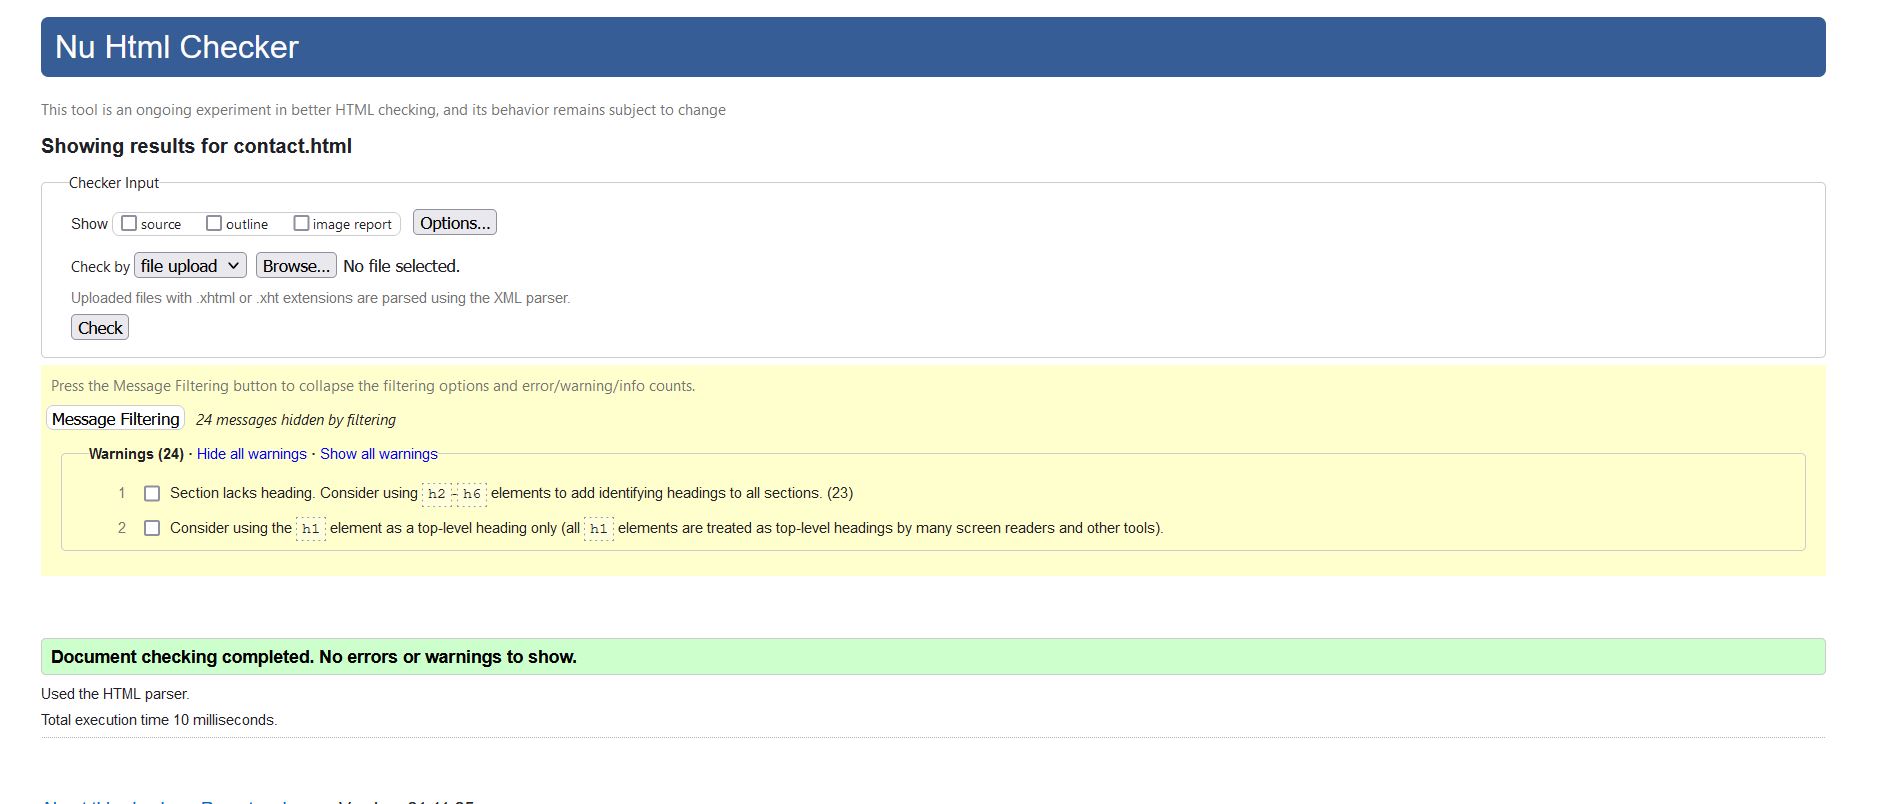 Nu Html Checker
This tool is an ongoing experiment in better HTML checking, and its behavior remains subject to change
Showing results for contact.html
Checker Input
Show source outline image report Options...
Check by file upload Browse... No file selected.
Uploaded files with .xhtml or .xht extensions are parsed using the XML parser.
Check
Press the Message Filtering button to collapse the filtering options and error/warning/info counts.
Message Filtering 24 messages hidden by filtering
Warnings (24) · Hide all warnings · Show all warnings
1 Section lacks heading. Consider using h2-h6 elements to add identifying headings to all sections. (23)
2 Consider using the h1 element as a top-level heading only (all h1 elements are treated as top-level headings by many screen readers and other tools).
Document checking completed. No errors or warnings to show.
Used the HTML parser.
Total execution time 10 milliseconds.